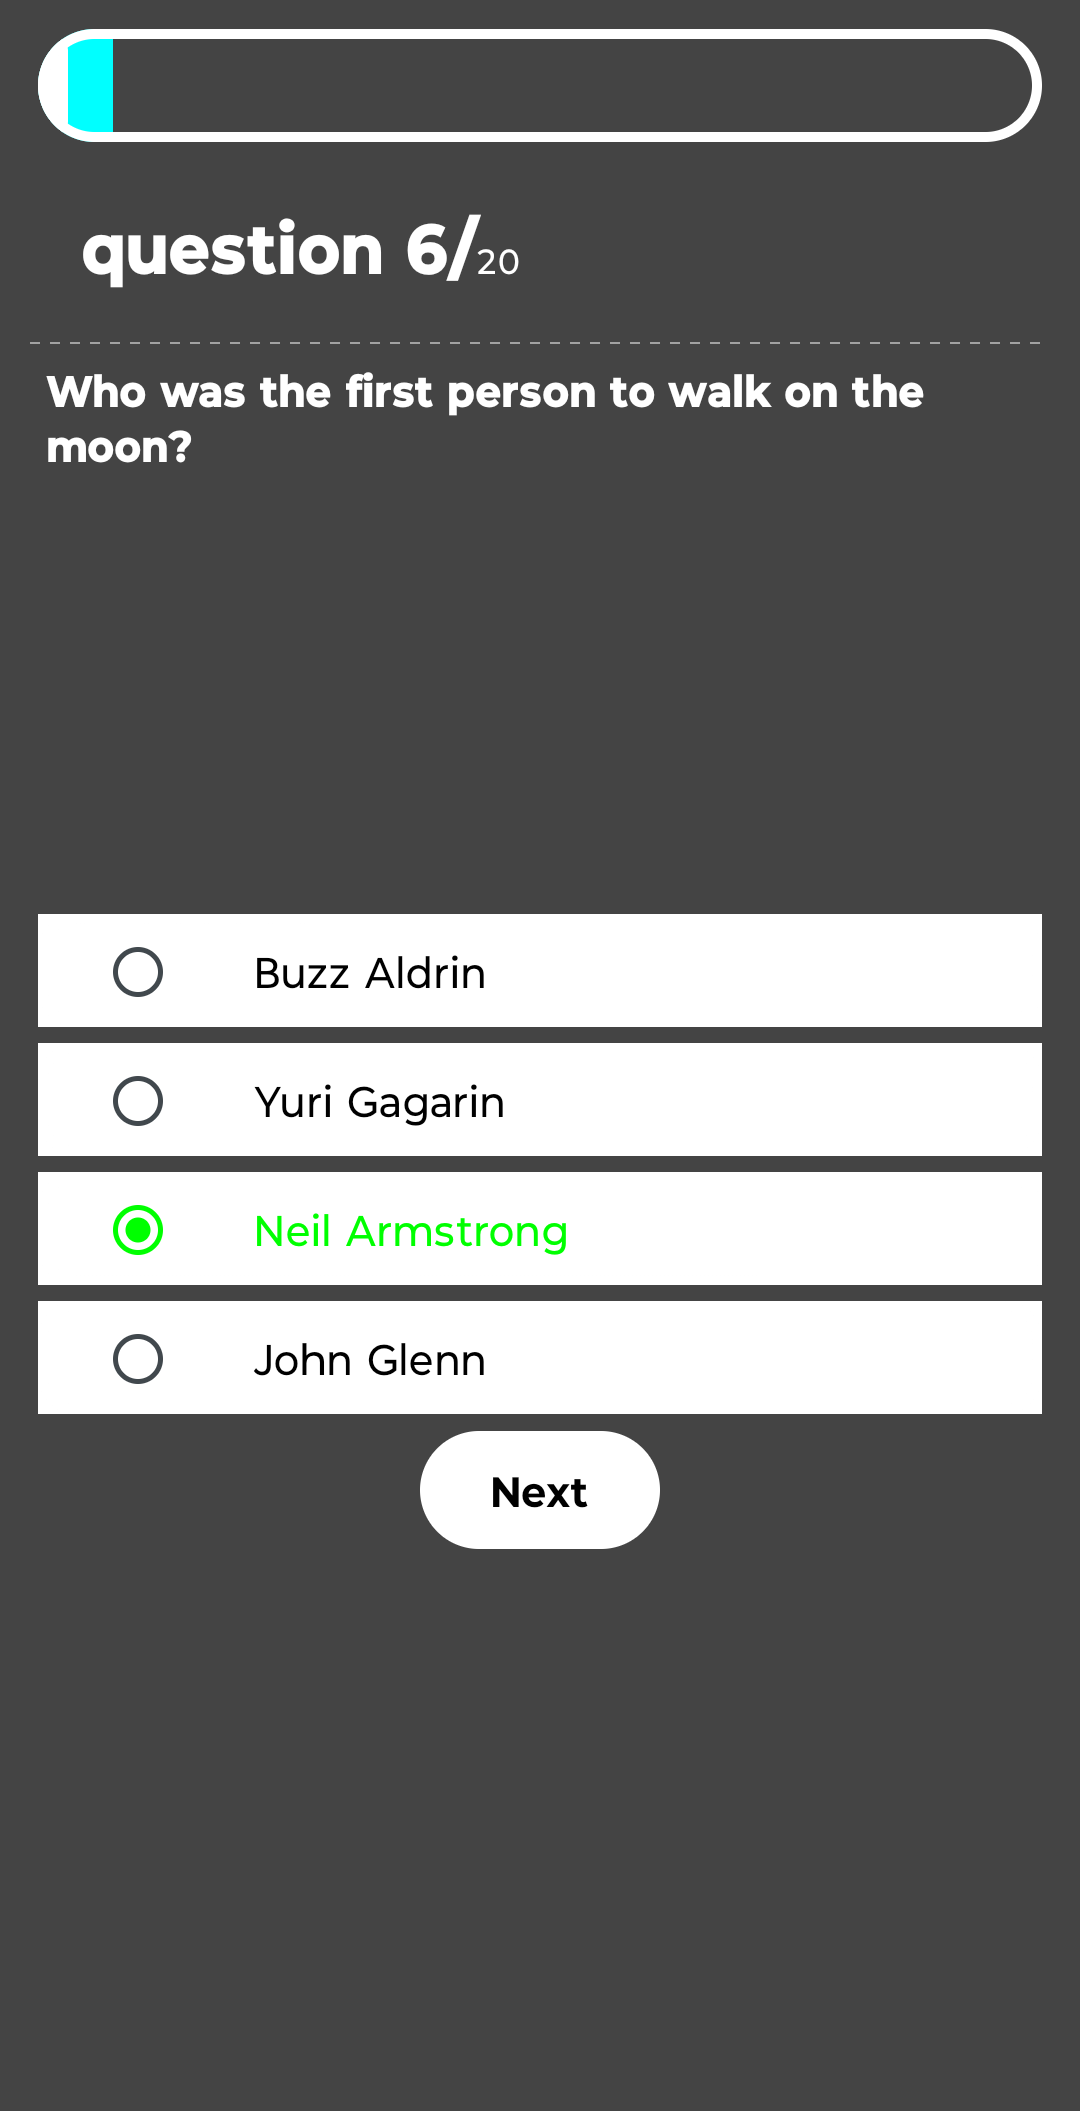 question 6/20
Who was the first person to walk on the
moon?
Buzz Aldrin
Yuri Gagarin
Neil Armstrong
John Glenn
Next